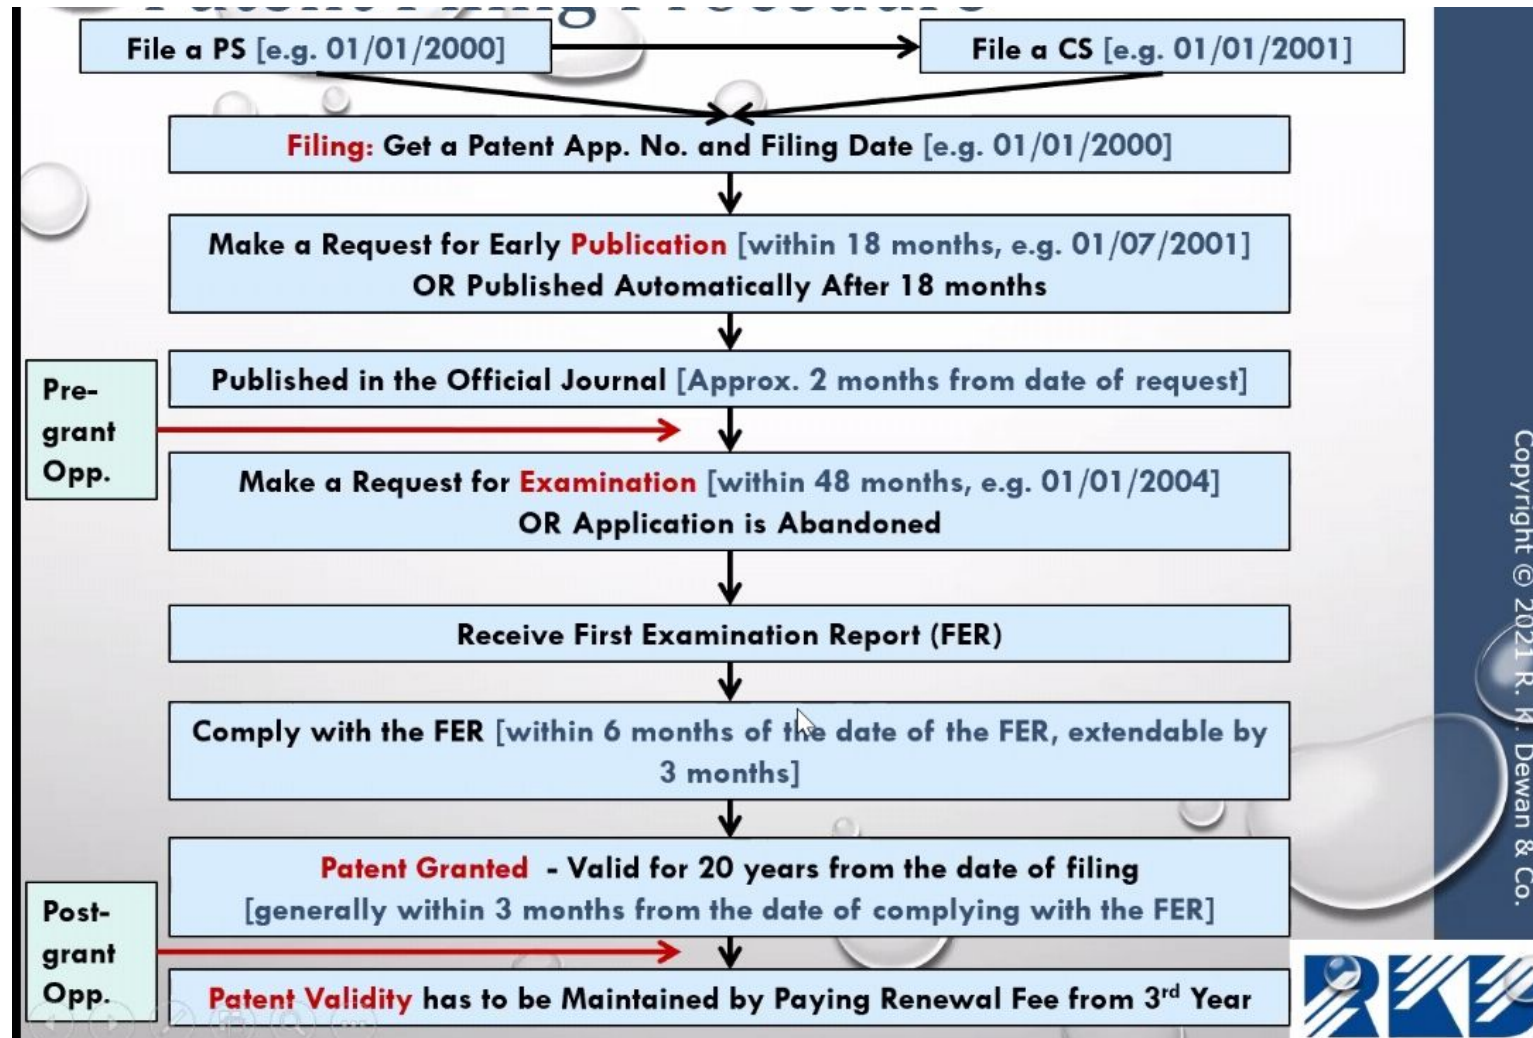 Patent Filing Procedure
File a PS [e.g. 01/01/2000]
File a CS [e.g. 01/01/2001]
Filing: Get a Patent App. No. and Filing Date [e.g. 01/01/2000]
Make a Request for Early Publication [within 18 months, e.g. 01/07/2001]
OR Published Automatically After 18 months
Published in the Official Journal [Approx. 2 months from date of request]
Pre-
grant
Opp.
Make a Request for Examination [within 48 months, e.g. 01/01/2004]
OR Application is Abandoned
Receive First Examination Report (FER)
Comply with the FER [within 6 months of the date of the FER, extendable by
3 months]
Patent Granted - Valid for 20 years from the date of filing
[generally within 3 months from the date of complying with the FER]
Post-
grant
Opp.
Patent Validity has to be Maintained by Paying Renewal Fee from 3rd Year
Copyright © 2021 R. K. Dewan & Co.
RKD